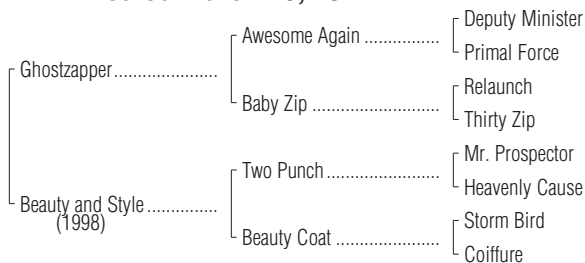 Deputy Minister
Awesome Again ................
Primal Force
Ghostzapper......................
Relaunch
Baby Zip ...........................
Thirty Zip
Mr. Prospector
Two Punch ........................
Heavenly Cause
Beauty and Style ...............
(1998)
Storm Bird
Beauty Coat ......................
Coiffure